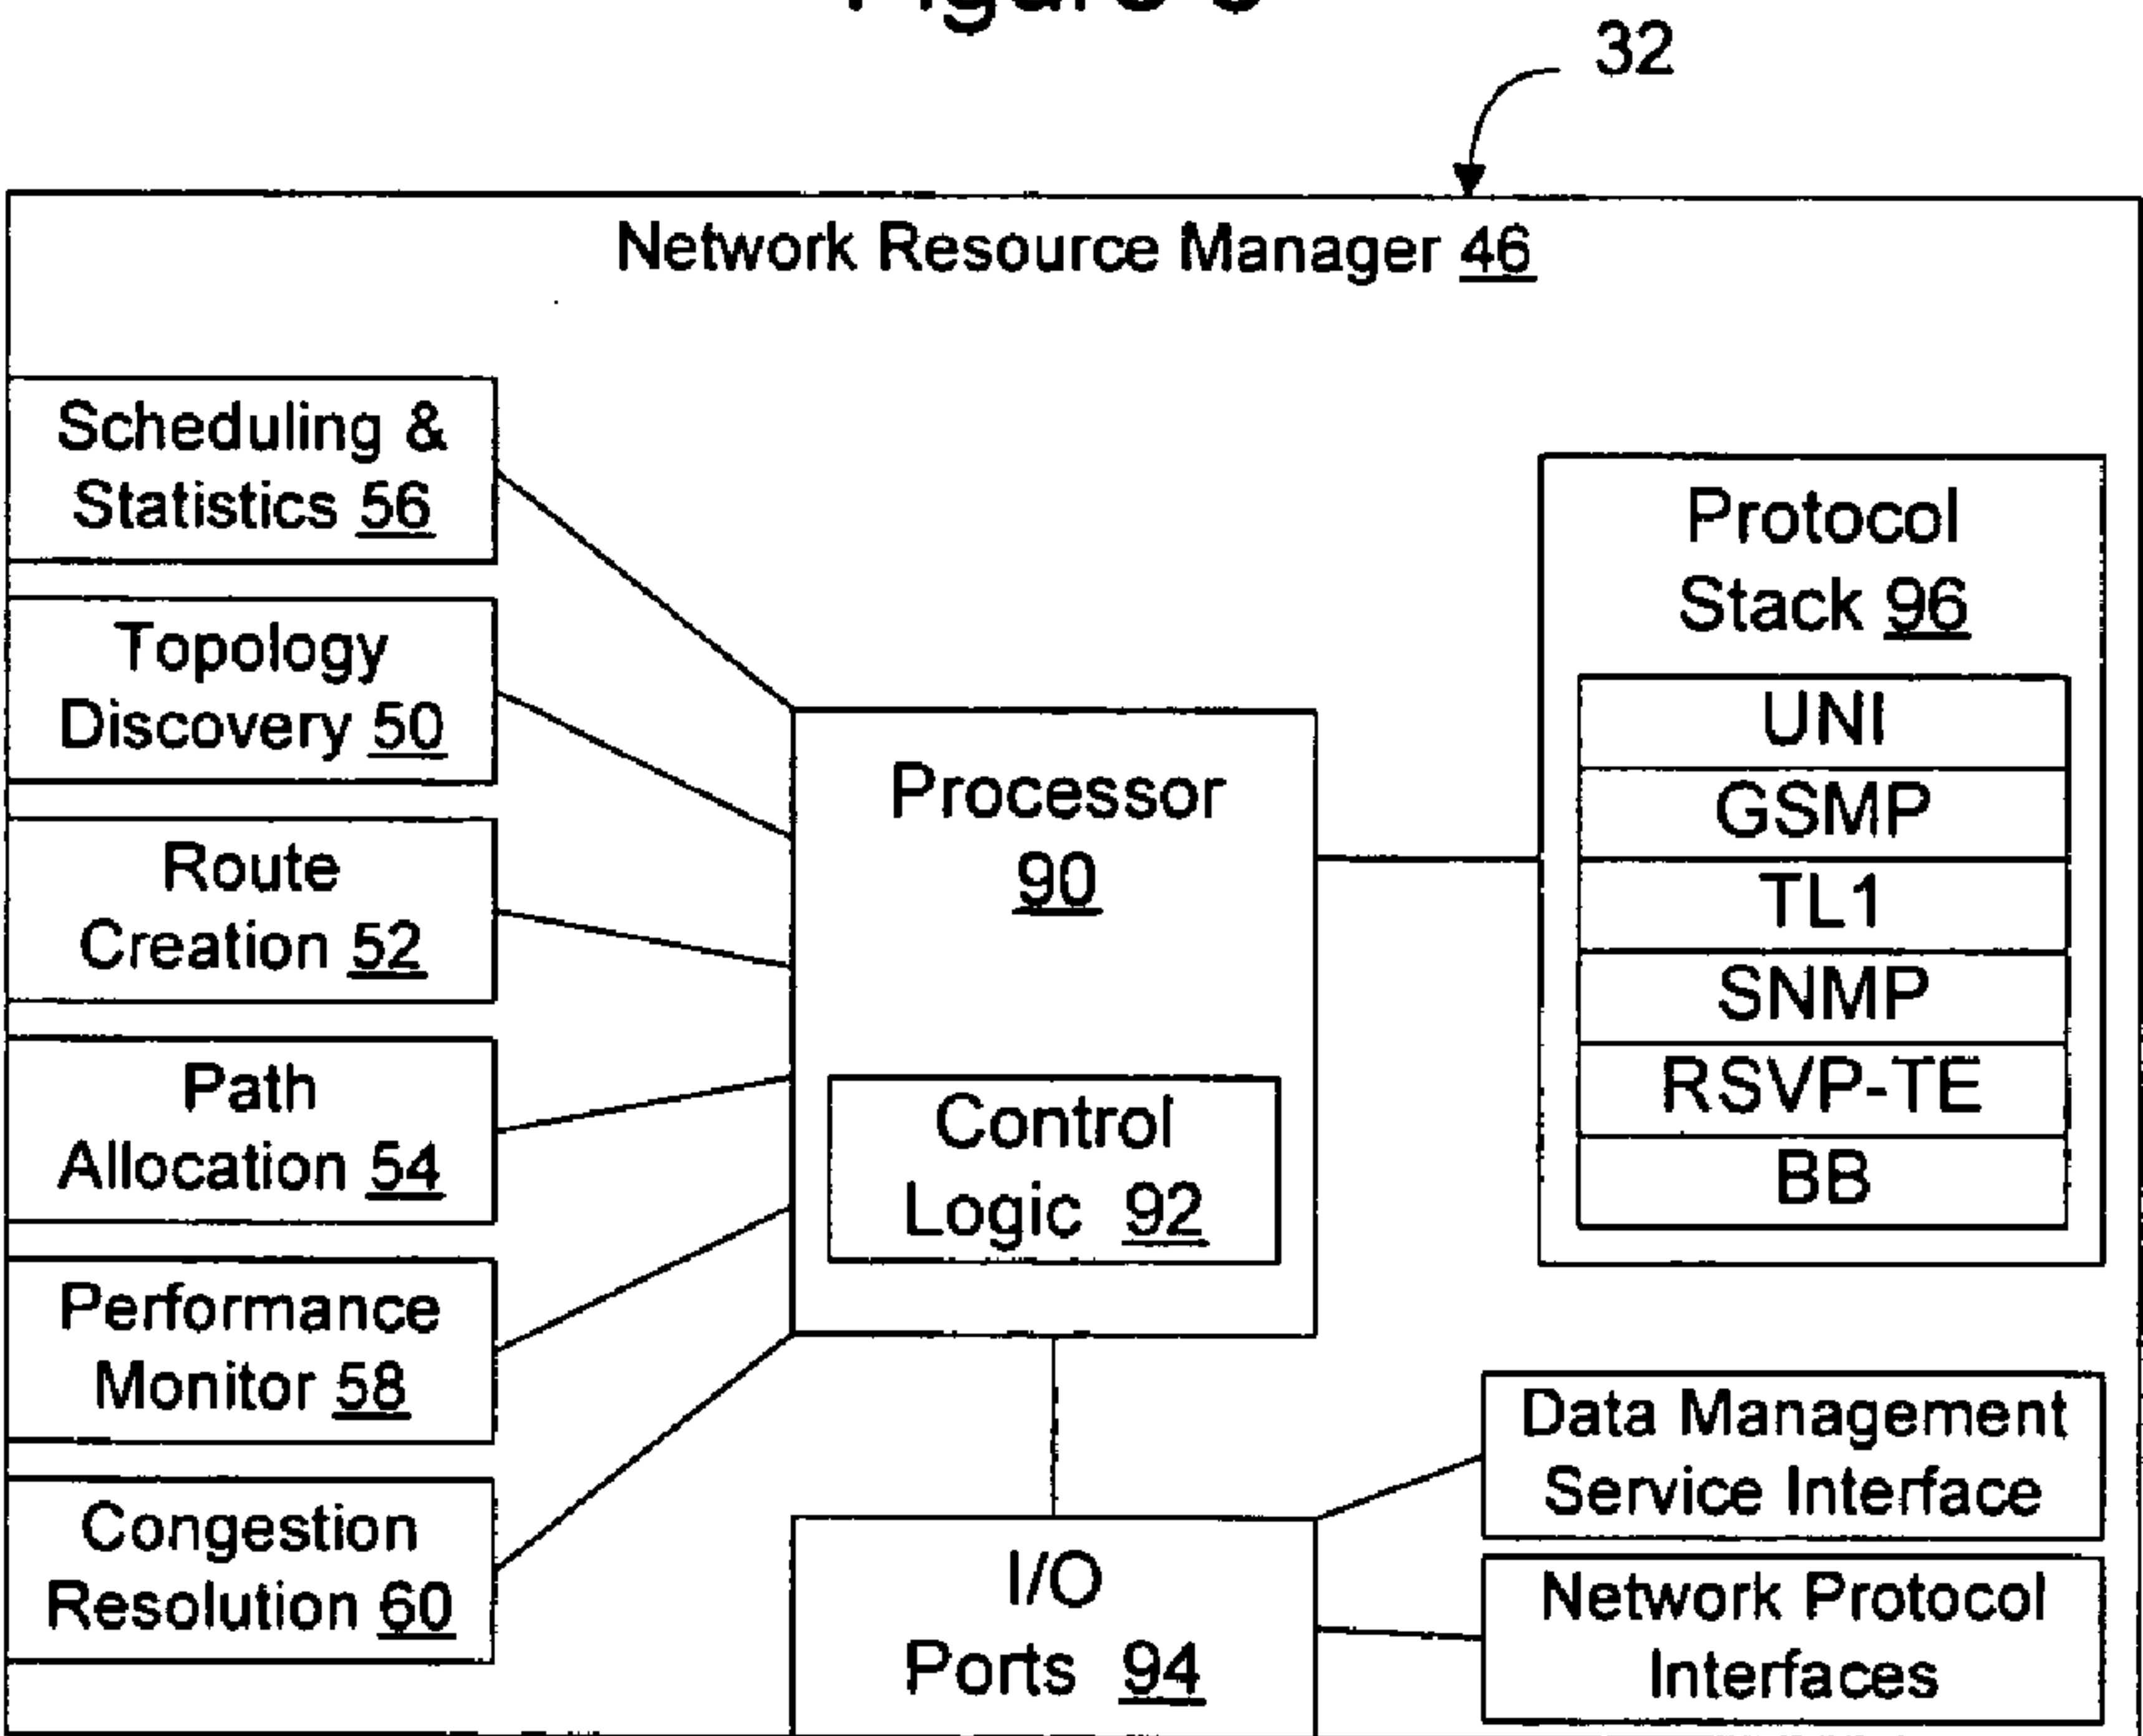 32
Network Resource Manager 46
Scheduling &
Statistics 56
Topology
Discovery 50
Route
Creation 52
Path
Allocation 54
Performance
Monitor 58
Congestion
Resolution 60
Processor
90
Control
Logic 92
I/O
Ports 94
Protocol
Stack 96
UNI
GSMP
TL1
SNMP
RSVP-TE
BB
Data Management
Service Interface
Network Protocol
Interfaces